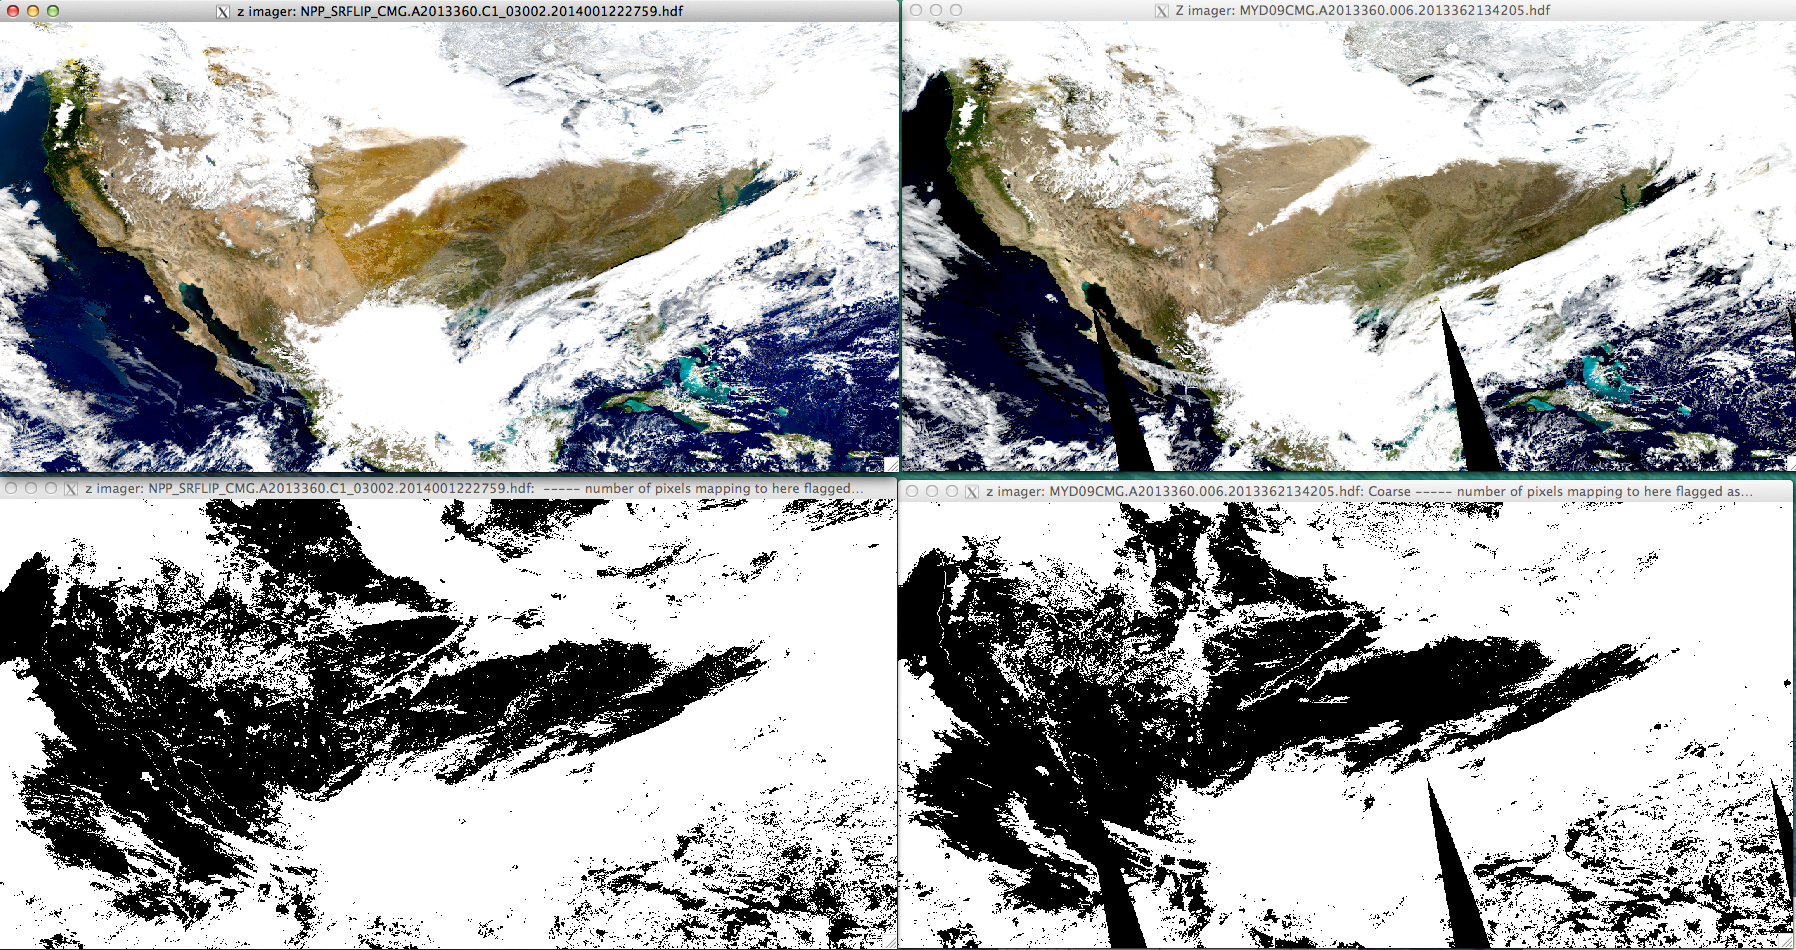 z imager: NPP_SRFLIP_CMG.A2013360.C1_03002.2014001222759.hdf
Z imager: MYD09CMG.A2013360.006.2013362134205.hdf
z imager: NPP_SRFLIP_CMG.A2013360.C1_03002.2014001222759.hdf: ----- number of pixels mapping to here flagged...
z imager: MYD09CMG.A2013360.006.2013362134205.hdf: Coarse ----- number of pixels mapping to here flagged as...